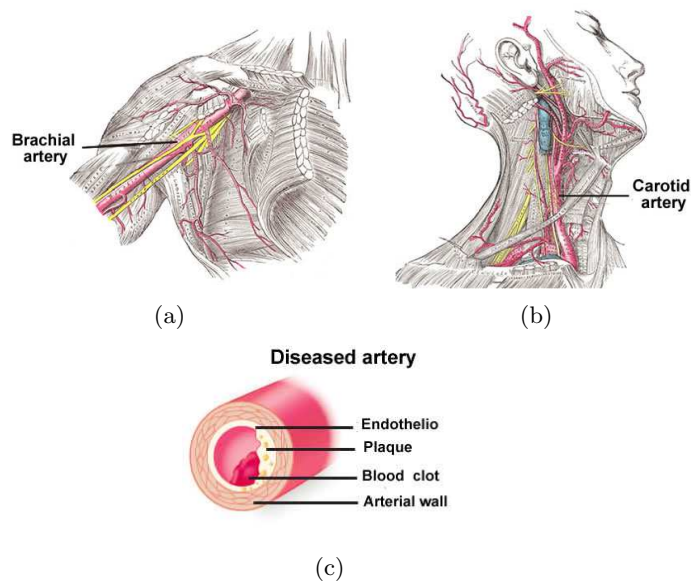 Brachial
artery
Carotid
artery
(a)
(b)
Diseased artery
Endothelio
Plaque
Blood clot
Arterial wall
(c)